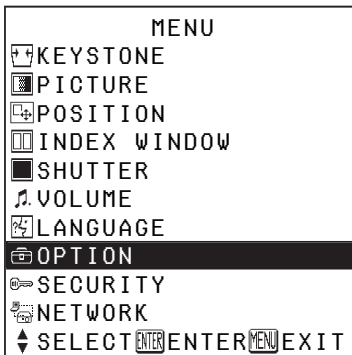 MENU
KEYSTONE
PICTURE
POSITION
INDEX WINDOW
SHUTTER
VOLUME
LANGUAGE
OPTION
SECURITY
NETWORK
SELECT ENTER ENTER MENU EXIT